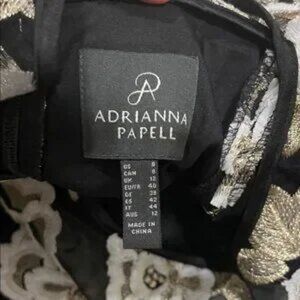 ADRIANNA
PAPELL
US 8
CAN 8
UK 12
EU/FR 40
DE 38
ES 42
IT 44
AUS 12
MADE IN
CHINA